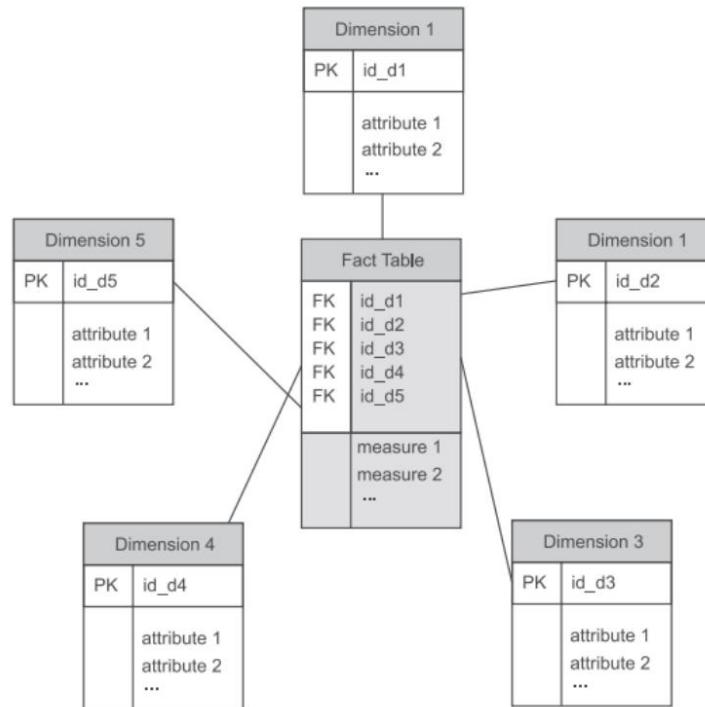 Dimension 1
PK id_d1
attribute 1
attribute 2
...
Dimension 5
PK id_d5
attribute 1
attribute 2
...
Fact Table
FK id_d1
FK id_d2
FK id_d3
FK id_d4
FK id_d5
measure 1
measure 2
...
Dimension 1
PK id_d2
attribute 1
attribute 2
...
Dimension 4
PK id_d4
attribute 1
attribute 2
...
Dimension 3
PK id_d3
attribute 1
attribute 2
...